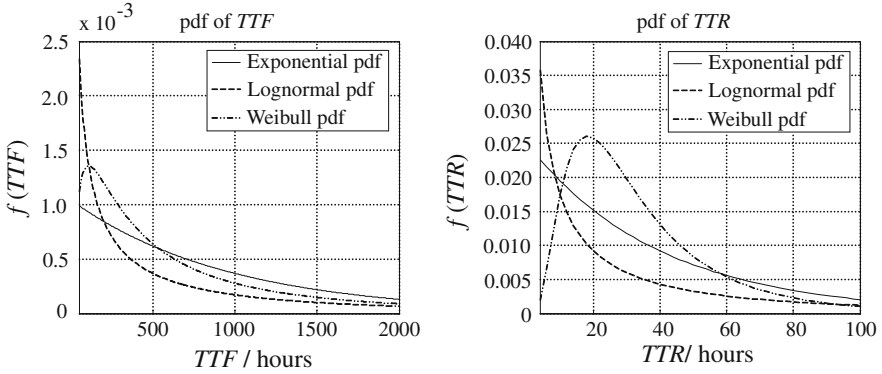 pdf of TTF
x 10⁻³
3.0
2.5
2.0
1.5
1.0
0.5
0
f (TTF)
Exponential pdf
Lognormal pdf
Weibull pdf
500
1000
1500
2000
TTF / hours
pdf of TTR
0.040
0.035
0.030
0.025
0.020
0.015
0.010
0.005
0
f (TTR)
Exponential pdf
Lognormal pdf
Weibull pdf
20
40
60
80
100
TTR/ hours